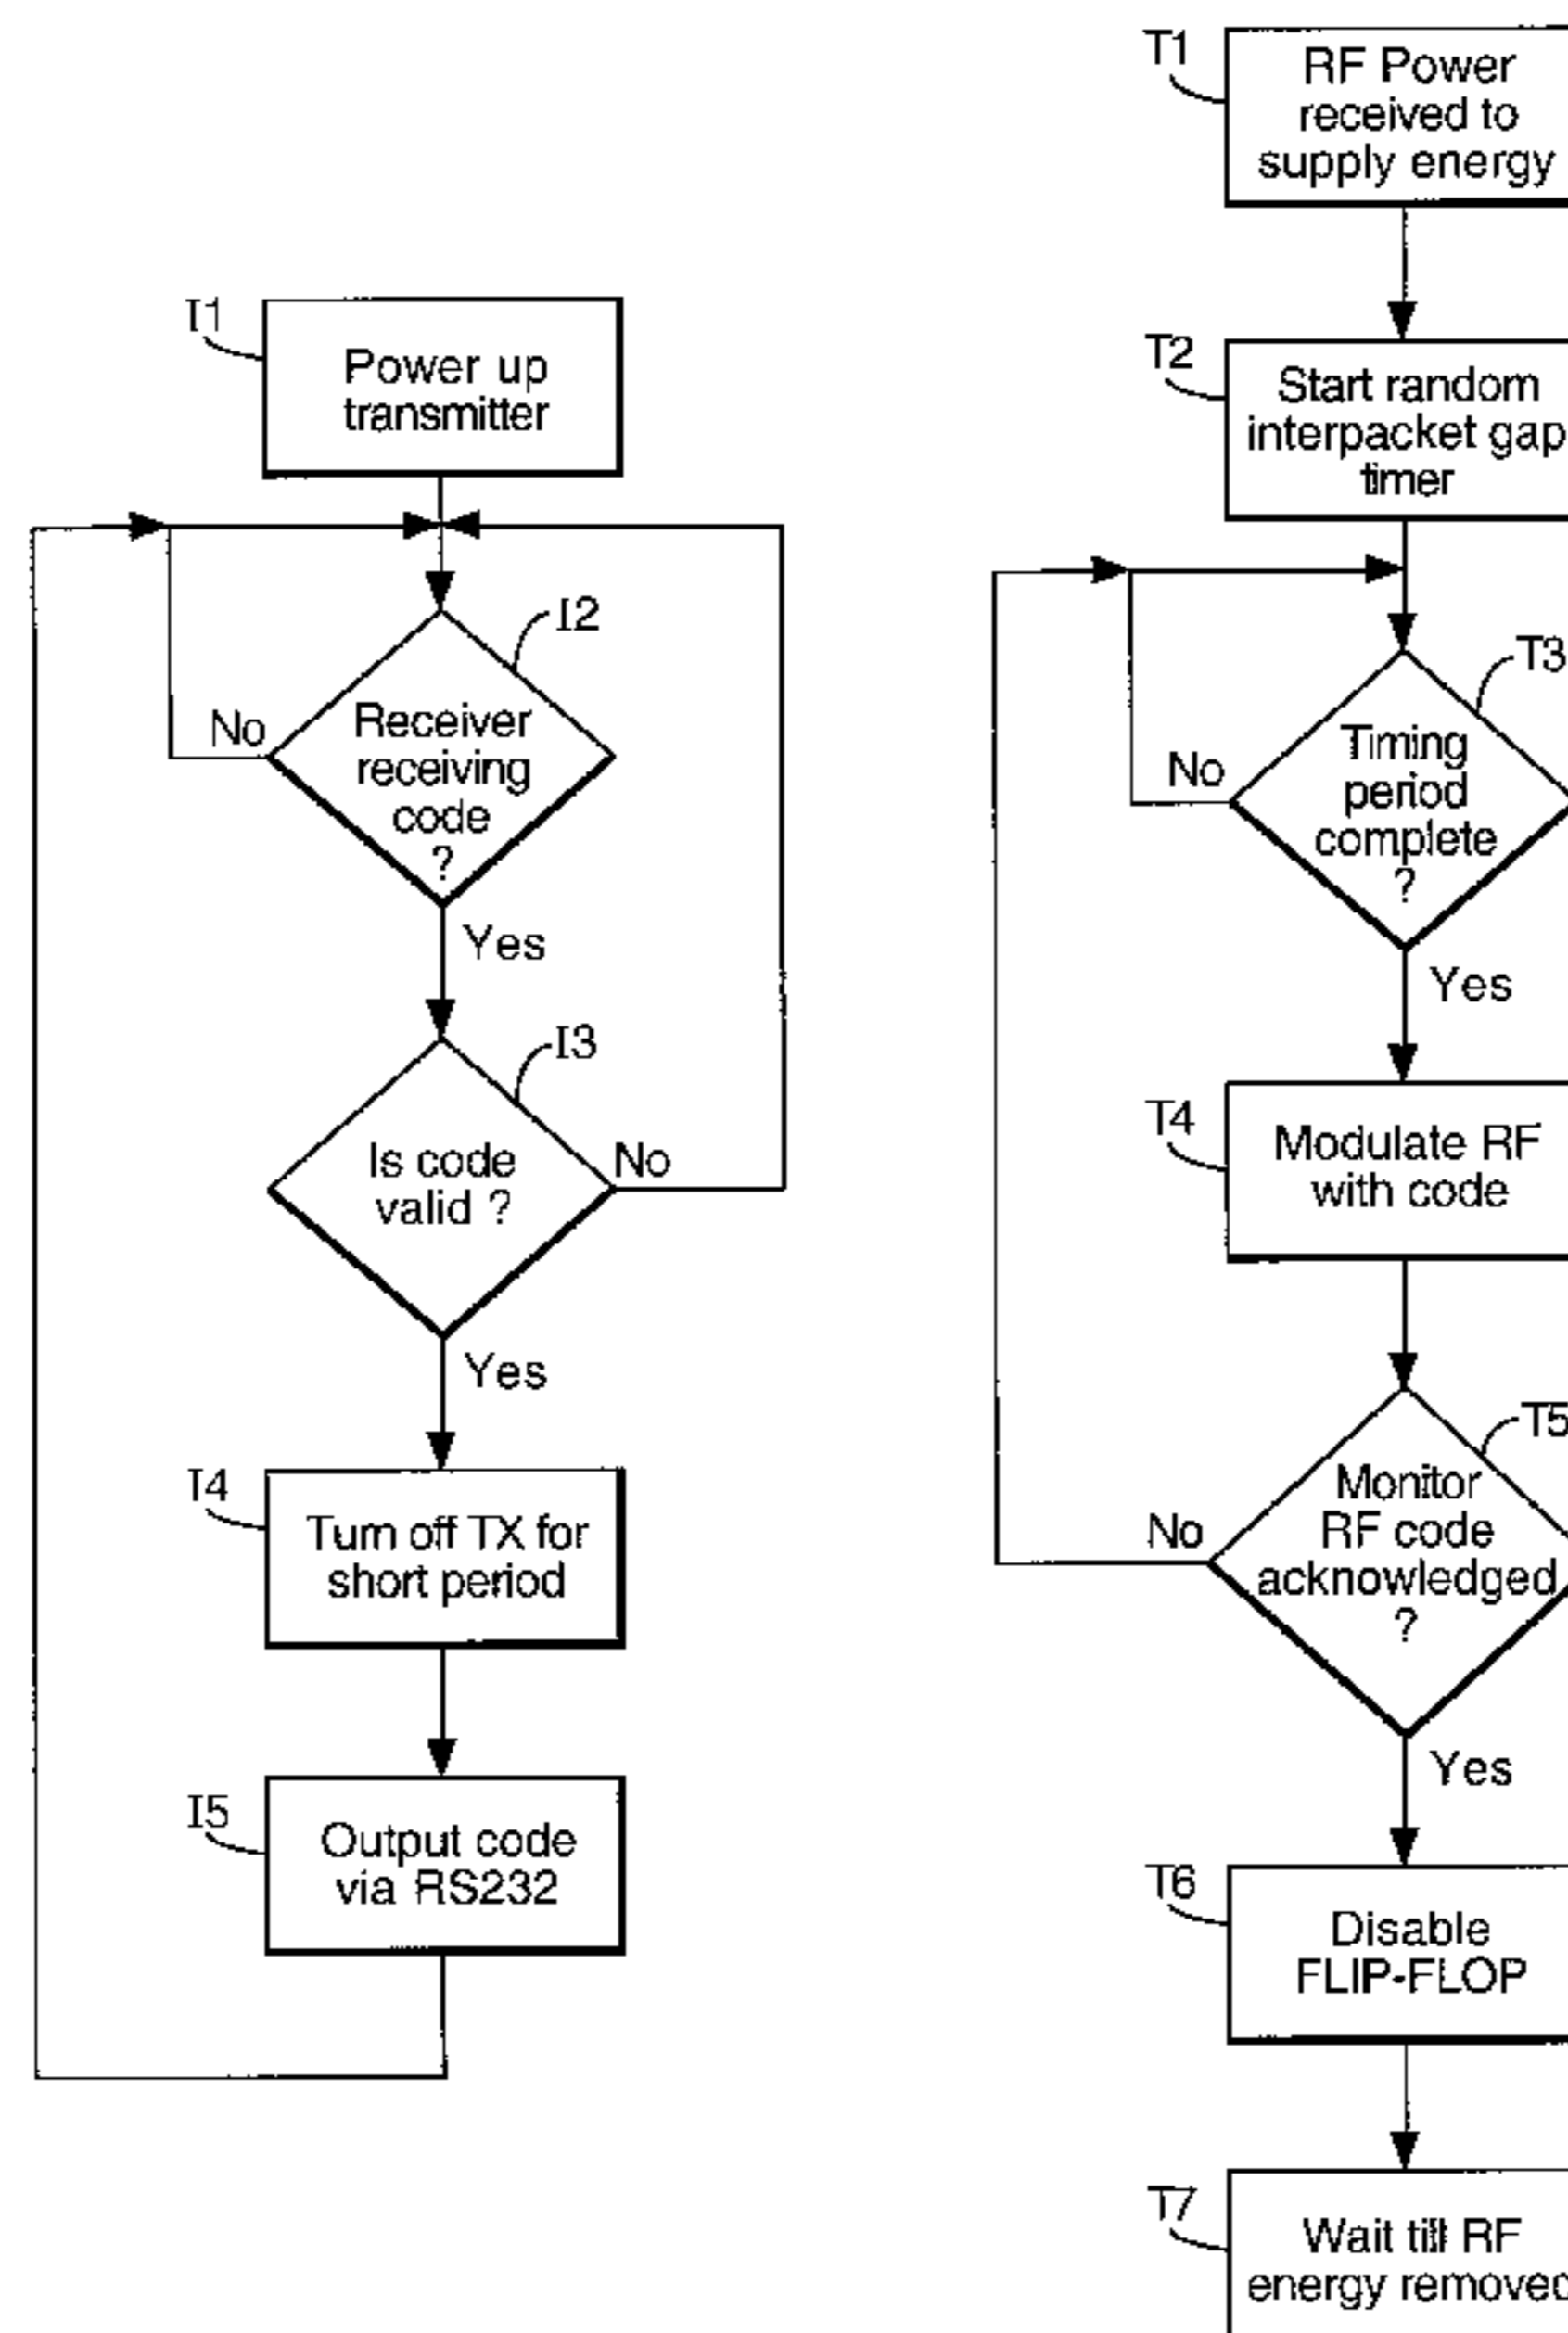 I1
Power up
transmitter
I2
Receiver
receiving
code
?
No
Yes
I3
Is code
valid ?
No
Yes
I4
Turn off TX for
short period
I5
Output code
via RS232
T1
RF Power
received to
supply energy
T2
Start random
interpacket gap
timer
T3
Timing
period
complete
?
No
Yes
T4
Modulate RF
with code
T5
Monitor
RF code
acknowledged
?
No
Yes
T6
Disable
FLIP-FLOP
T7
Wait till RF
energy removed